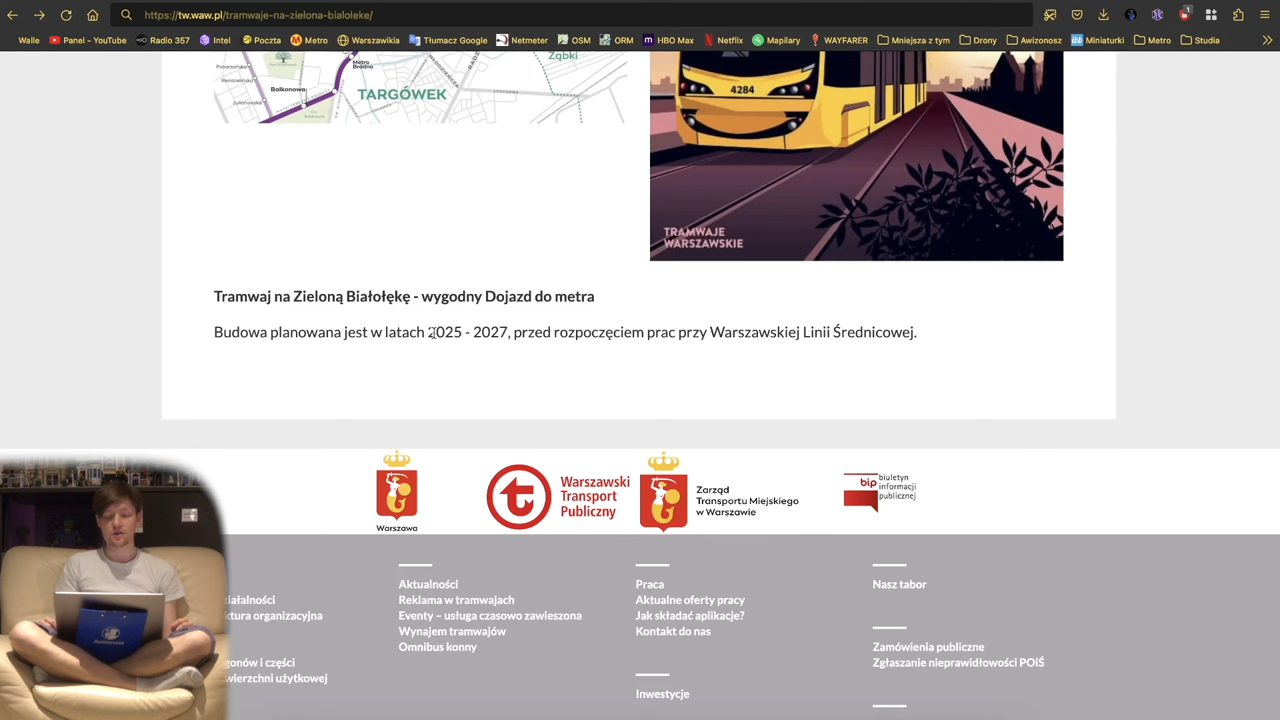 https://tw.waw.pl/tramwaje-na-zielona-bialoleke/
Walle Panel - YouTube Radio 357 Intel Poczta Metro Warszawikia Tłumacz Google Netmeter OSM ORM HBO Max Netflix Mapilary WAYFARER Mniejsza z tym Drony Awizonosz Miniaturki Metro Studia
Metro
Bródno
Ząbki
Bałkanowa
TARGÓWEK
4284
TRAMWAJE
WARSZAWSKIE
Tramwaj na Zieloną Białołękę - wygodny Dojazd do metra
Budowa planowana jest w latach 2025 - 2027, przed rozpoczęciem prac przy Warszawskiej Linii Średnicowej.
Warszawa
Warszawski
Transport
Publiczny
Zarząd
Transportu Miejskiego
w Warszawie
bip
biuletyn
informacji
publicznej
ziałalności
ktura organizacyjna
gonów i części
wierzchni użytkowej
Aktualności
Reklama w tramwajach
Eventy – usługa czasowo zawieszona
Wynajem tramwajów
Omnibus konny
Praca
Aktualne oferty pracy
Jak składać aplikacje?
Kontakt do nas
Inwestycje
Nasz tabor
Zamówienia publiczne
Zgłaszanie nieprawidłowości POIiŚ